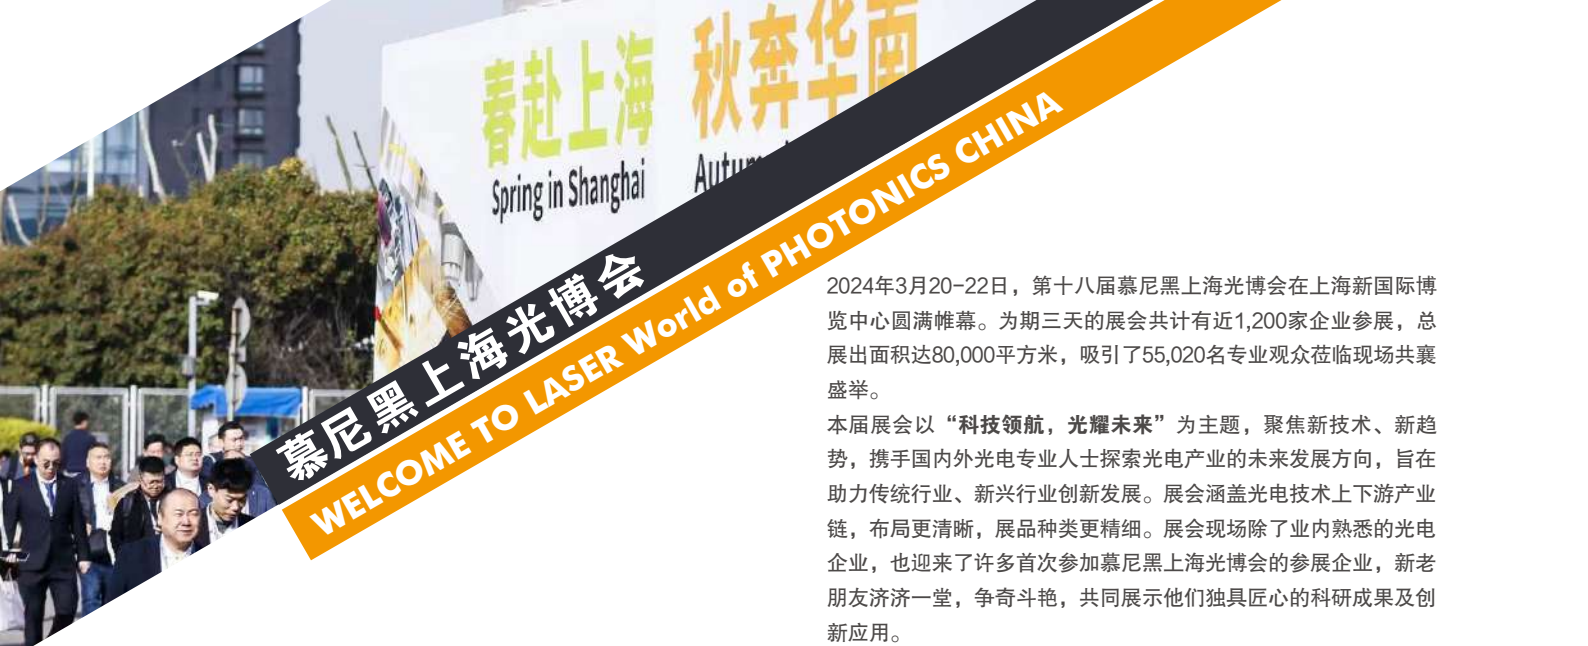 春赴上海
秋奔华南
Spring in Shanghai
慕尼黑上海光博会
WELCOME TO LASER World of PHOTONICS CHINA
2024年3月20-22日，第十八届慕尼黑上海光博会在上海新国际博
览中心圆满帷幕。为期三天的展会共计有近1,200家企业参展，总
展出面积达80,000平方米，吸引了55,020名专业观众莅临现场共襄
盛举。
本届展会以“科技领航，光耀未来”为主题，聚焦新技术、新趋
势，携手国内外光电专业人士探索光电产业的未来发展方向，旨在
助力传统行业、新兴行业创新发展。展会涵盖光电技术上下游产业
链，布局更清晰，展品种类更精细。展会现场除了业内熟悉的光电
企业，也迎来了许多首次参加慕尼黑上海光博会的参展企业，新老
朋友济济一堂，争奇斗艳，共同展示他们独具匠心的科研成果及创
新应用。